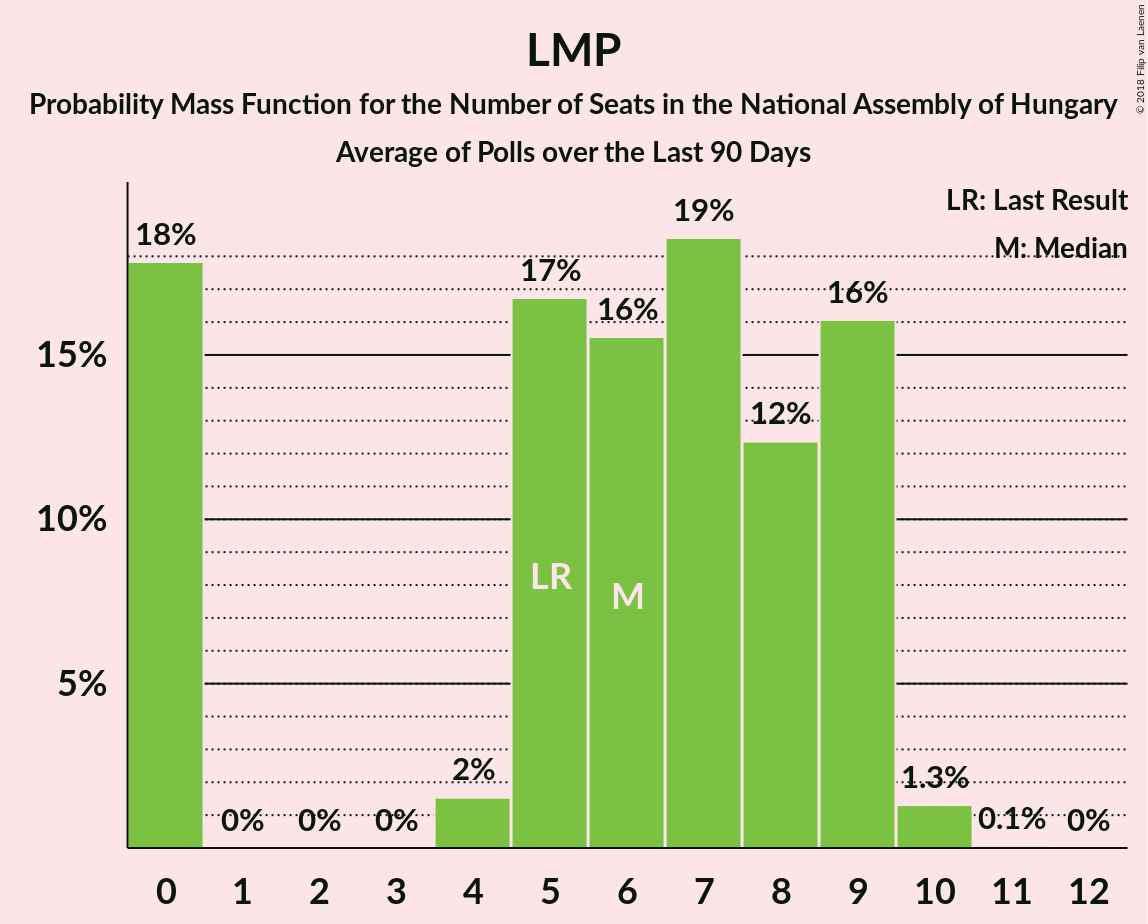 LMP
Probability Mass Function for the Number of Seats in the National Assembly of Hungary
Average of Polls over the Last 90 Days
© 2018 Filip van Laenen
LR: Last Result
M: Median
18%
0%
0%
0%
2%
17%
16%
19%
12%
16%
1.3%
0.1%
0%
15%
10%
5%
LR
M
0 1 2 3 4 5 6 7 8 9 10 11 12